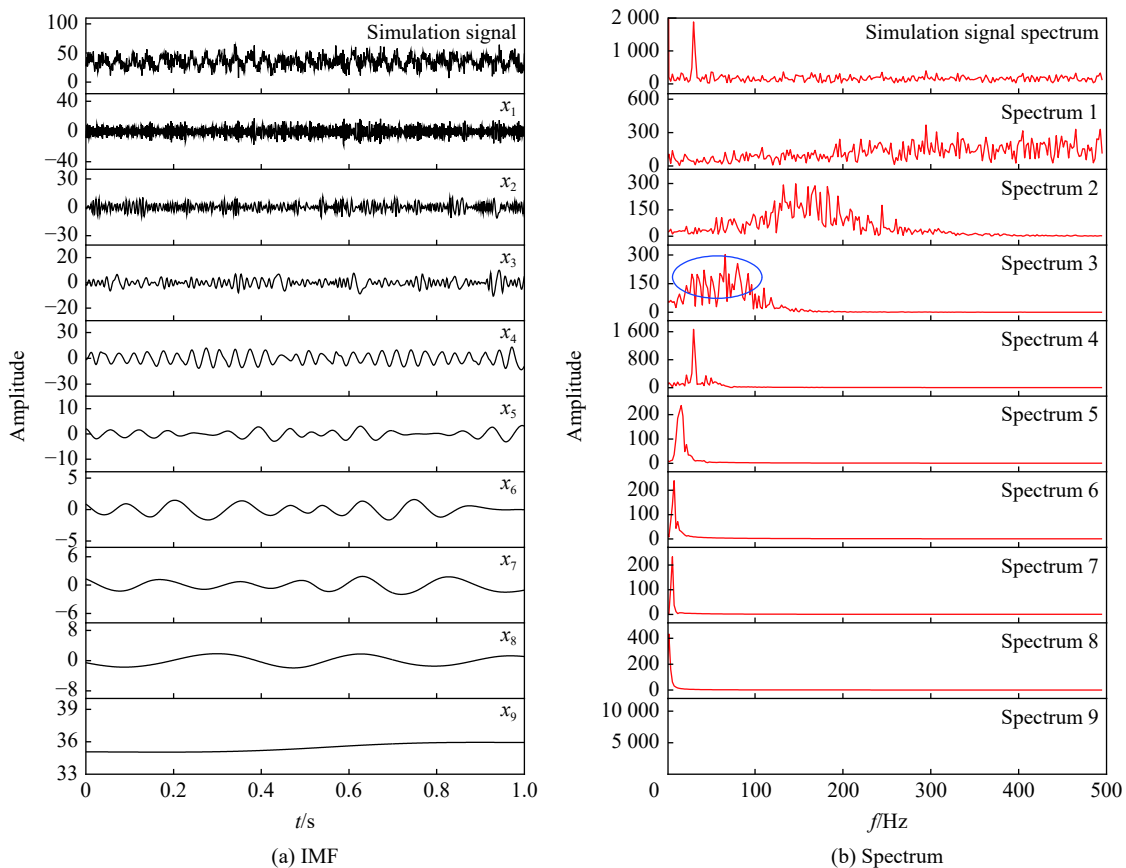 100
50
0
Simulation signal
40
0
−40
x1
30
0
−30
x2
20
0
−20
x3
30
0
−30
x4
10
0
−10
x5
5
0
−5
x6
6
0
−6
x7
8
0
−8
x8
39
36
33
x9
0 0.2 0.4 0.6 0.8 1.0
Amplitude
t/s
(a) IMF
2 000
1 000
0
Simulation signal spectrum
600
300
0
Spectrum 1
300
150
0
Spectrum 2
300
150
0
Spectrum 3
1 600
800
0
Spectrum 4
200
0
Spectrum 5
200
100
0
Spectrum 6
200
100
0
Spectrum 7
400
200
0
Spectrum 8
10 000
5 000
Spectrum 9
0 100 200 300 400 500
Amplitude
f/Hz
(b) Spectrum